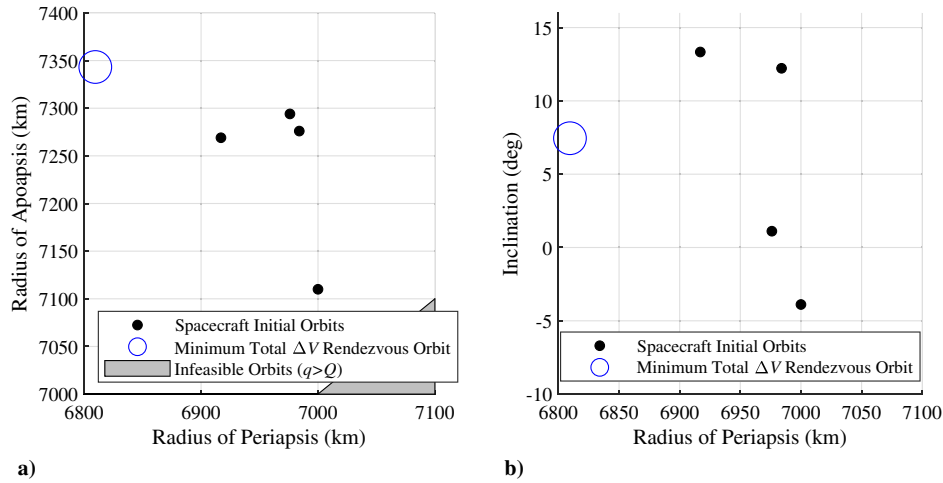 7400
7350
7300
7250
7200
7150
7100
7050
7000
Radius of Apoapsis (km)
Spacecraft Initial Orbits
Minimum Total ΔV Rendezvous Orbit
Infeasible Orbits (q>Q)
6800 6900 7000 7100
Radius of Periapsis (km)
a)
15
10
5
0
-5
-10
Inclination (deg)
Spacecraft Initial Orbits
Minimum Total ΔV Rendezvous Orbit
6800 6850 6900 6950 7000 7050 7100
Radius of Periapsis (km)
b)